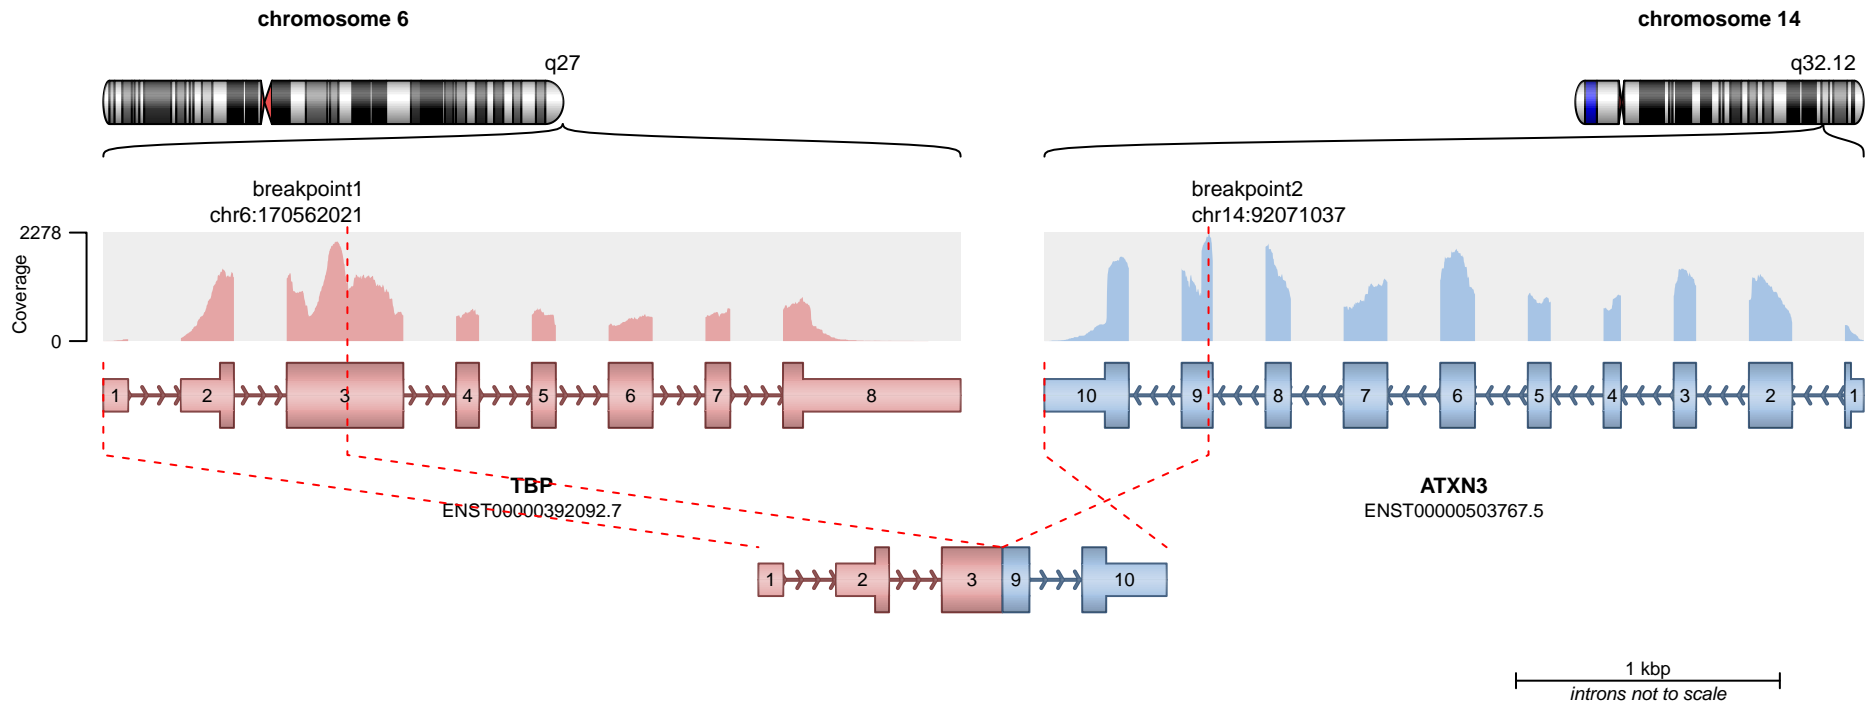 chromosome 6
chromosome 14
q27
q32.12
breakpoint1
chr6:170562021
breakpoint2
chr14:92071037
2278
Coverage
0
1 2 3 4 5 6 7 8
10 9 8 7 6 5 4 3 2 1
TBP
ENST00000392092.7
ATXN3
ENST00000503767.5
1 2 3 9 10
1 kbp
introns not to scale